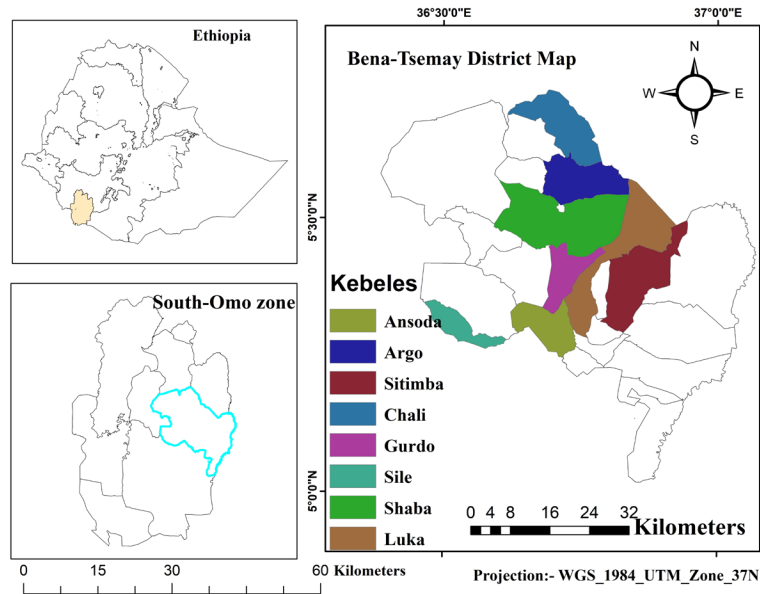 Ethiopia
South-Omo zone
0 15 30 60 Kilometers
36°30'0"E 37°0'0"E
Bena-Tsemay District Map
N
W E
S
5°30'0"N
5°0'0"N
Kebeles
Ansoda
Argo
Sitimba
Chali
Gurdo
Sile
Shaba
Luka
0 4 8 16 24 32
Kilometers
Projection:- WGS_1984_UTM_Zone_37N